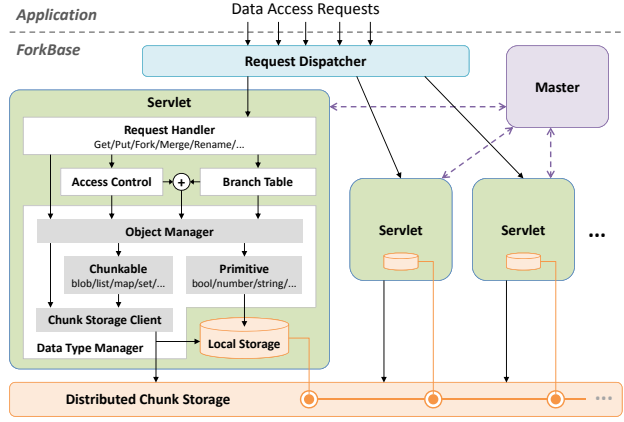 Application
Data Access Requests
ForkBase
Request Dispatcher
Master
Servlet
Request Handler
Get/Put/Fork/Merge/Rename/...
Access Control
+
Branch Table
Object Manager
Chunkable
blob/list/map/set/...
Primitive
bool/number/string/...
Chunk Storage Client
Data Type Manager
Local Storage
Servlet
Servlet
...
Distributed Chunk Storage
...